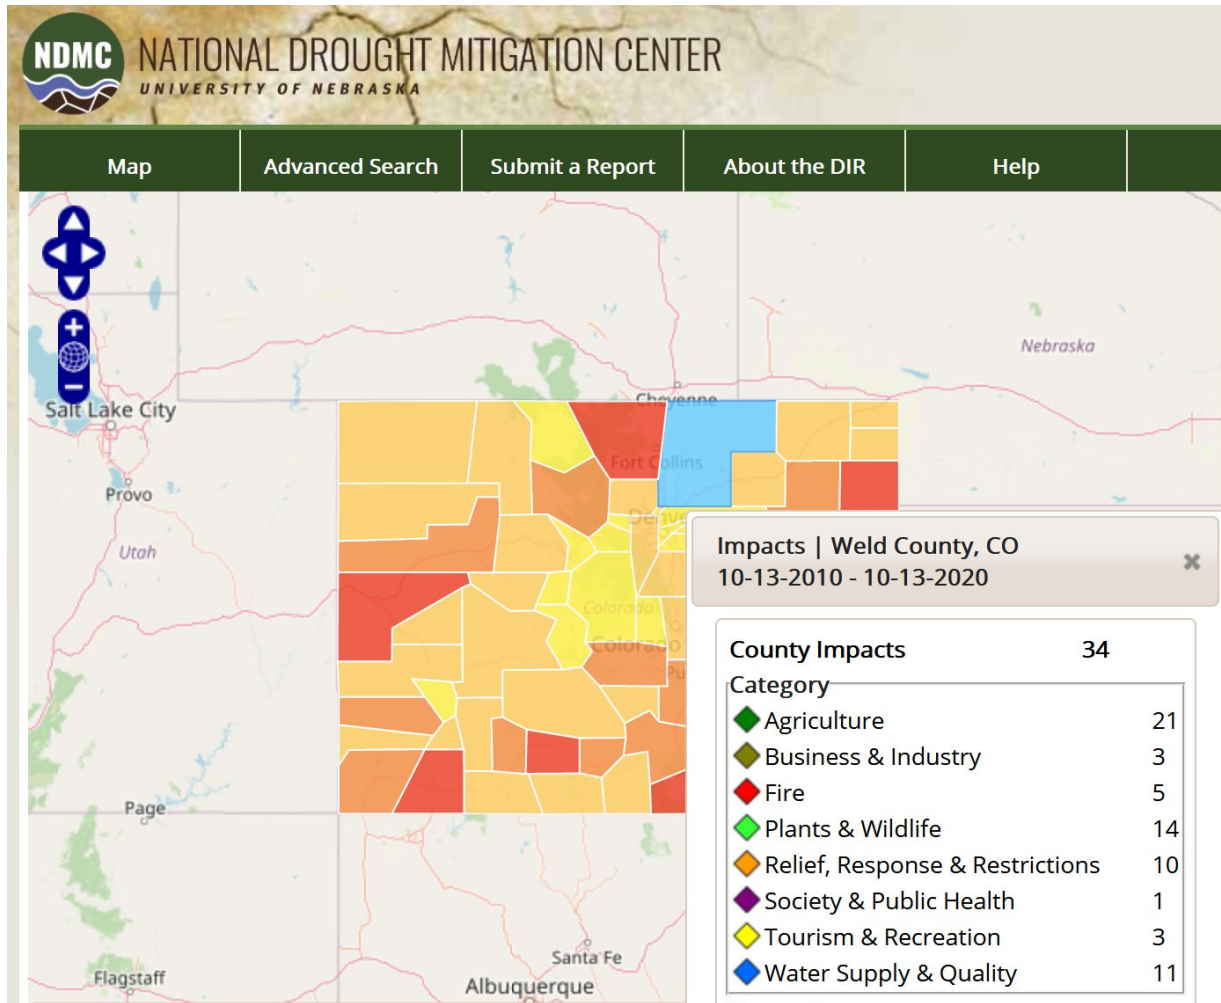 NDMC
NATIONAL DROUGHT MITIGATION CENTER
UNIVERSITY OF NEBRASKA
Map
Advanced Search
Submit a Report
About the DIR
Help
Nebraska
Cheyenne
Salt Lake City
Fort Collins
Provo
Utah
Impacts | Weld County, CO
10-13-2010 - 10-13-2020
✖
Colorado
Colorado
County Impacts 34
Category
Agriculture 21
Business & Industry 3
Fire 5
Plants & Wildlife 14
Relief, Response & Restrictions 10
Society & Public Health 1
Tourism & Recreation 3
Water Supply & Quality 11
Page
Santa Fe
Flagstaff
Albuquerque